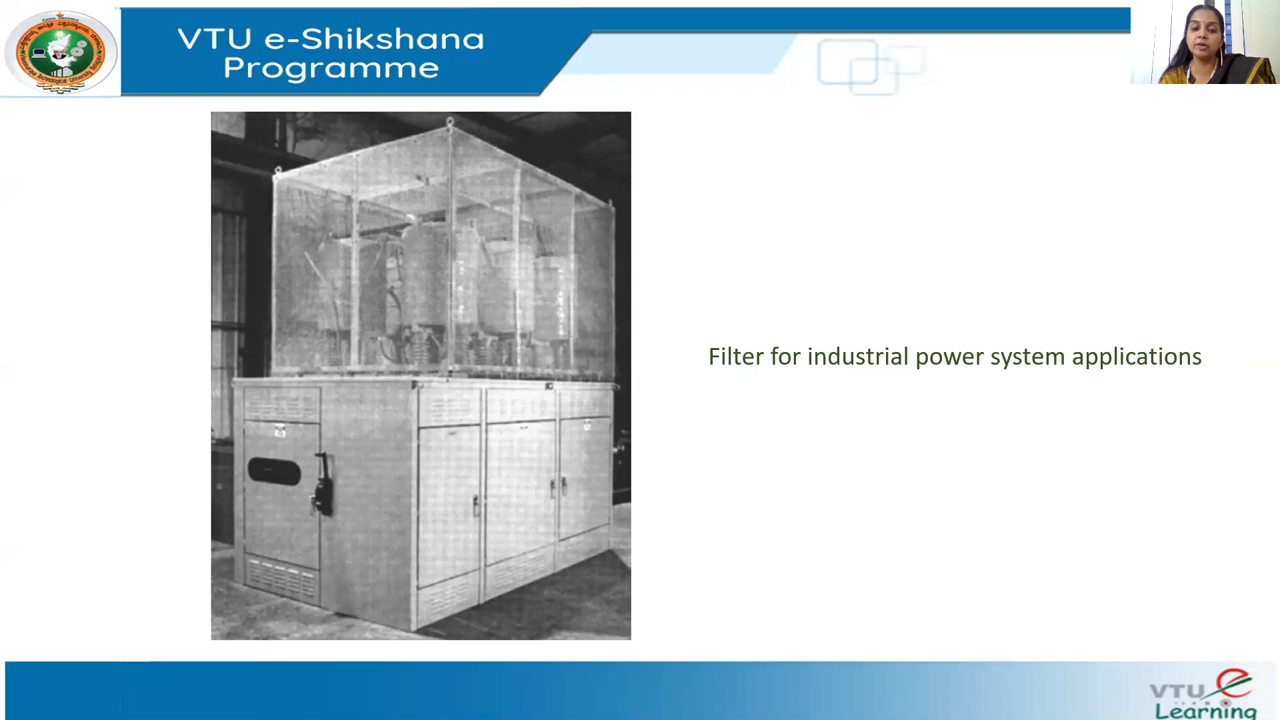 VTU e-Shikshana
Programme
Filter for industrial power system applications
VTU e
Learning